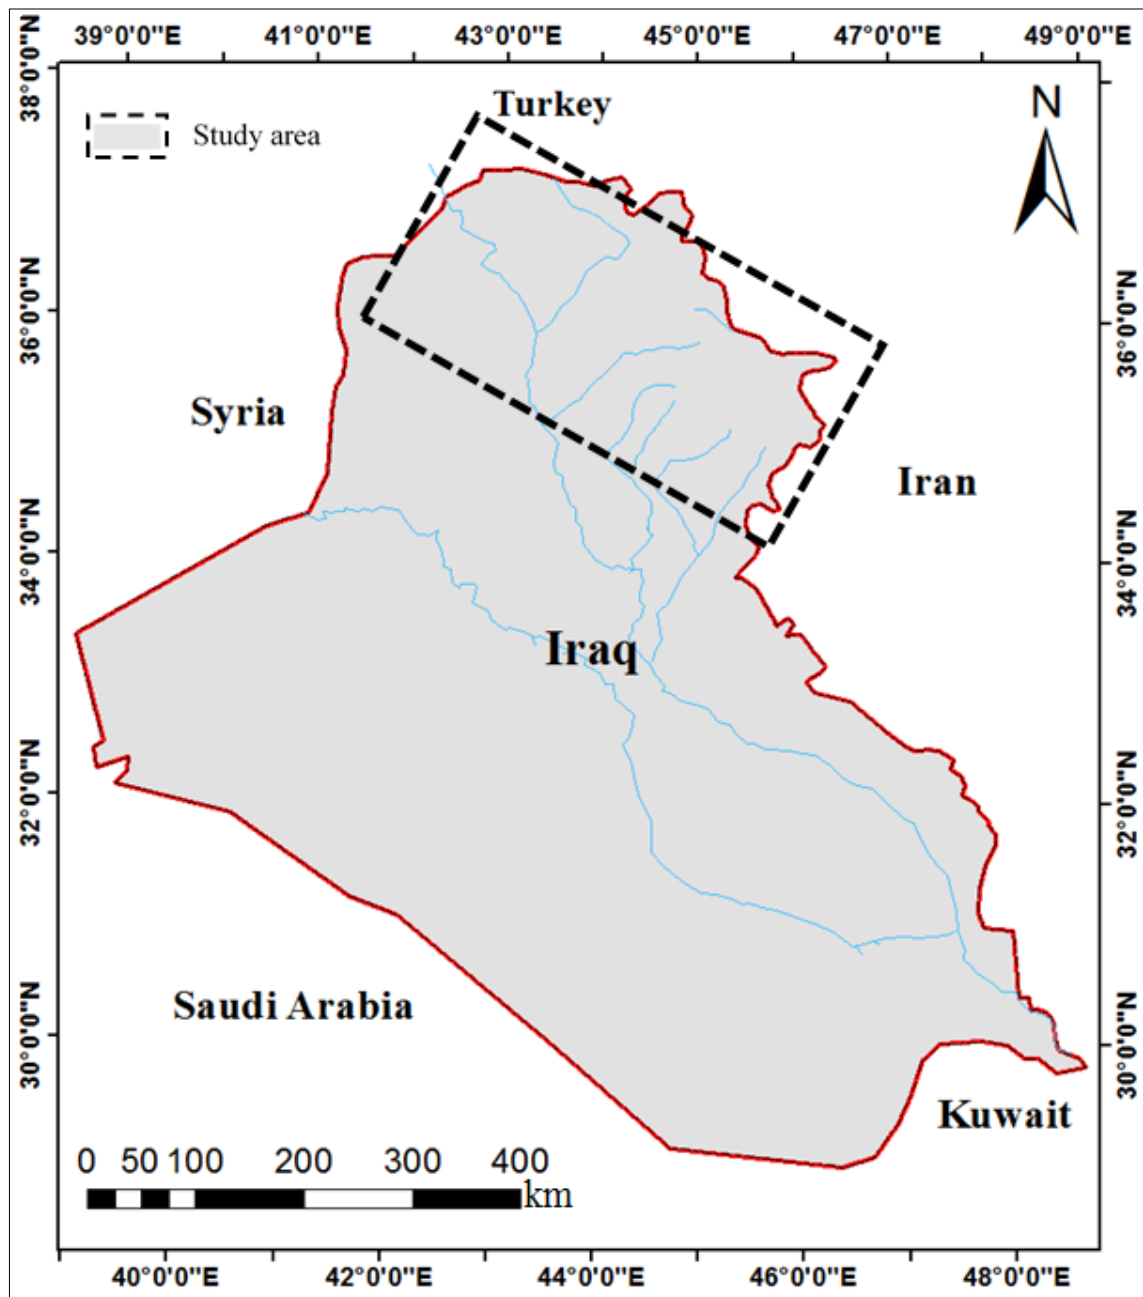 39°0'0"E 41°0'0"E 43°0'0"E 45°0'0"E 47°0'0"E 49°0'0"E
38°0'0"N
Turkey
N
Study area
36°0'0"N
36°0'0"N
Syria
Iran
34°0'0"N
34°0'0"N
Iraq
32°0'0"N
32°0'0"N
Saudi Arabia
30°0'0"N
30°0'0"N
Kuwait
0 50 100 200 300 400
km
40°0'0"E 42°0'0"E 44°0'0"E 46°0'0"E 48°0'0"E